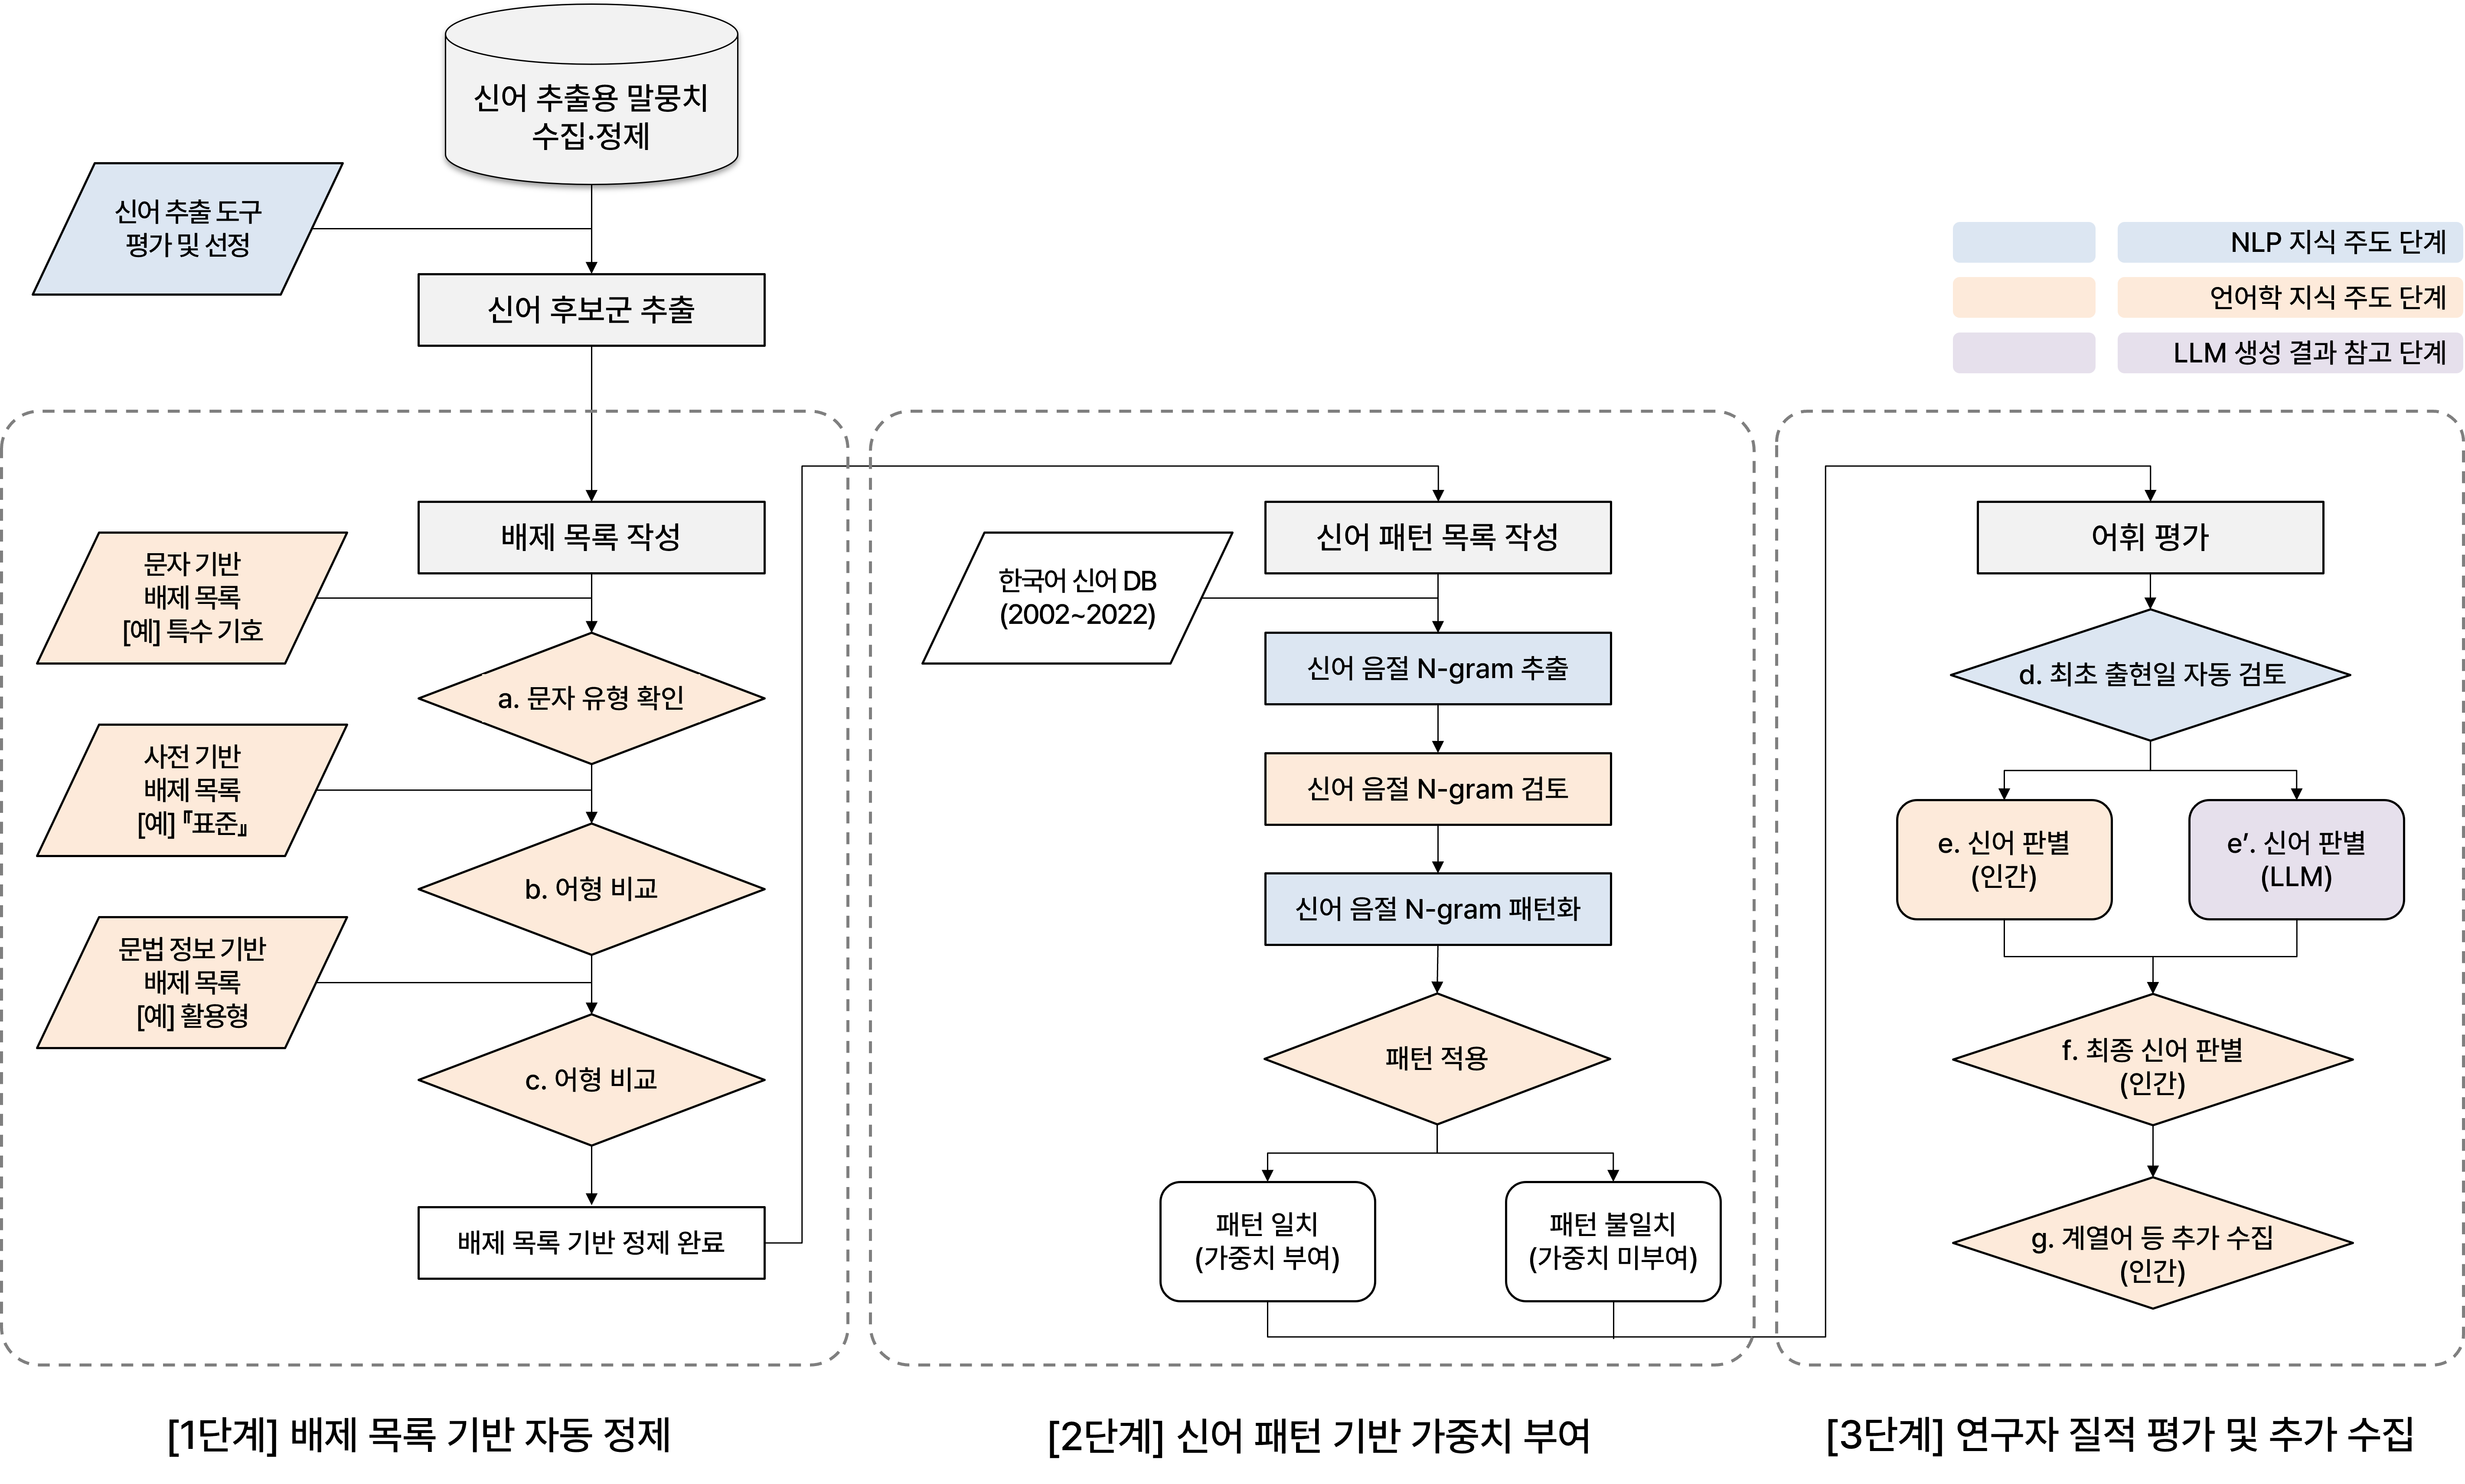 신어 추출용 말뭉치
수집·정제
신어 추출 도구
평가 및 선정
신어 후보군 추출
NLP 지식 주도 단계
언어학 지식 주도 단계
LLM 생성 결과 참고 단계
배제 목록 작성
문자 기반
배제 목록
[예] 특수 기호
a. 문자 유형 확인
사전 기반
배제 목록
[예]『표준』
b. 어형 비교
문법 정보 기반
배제 목록
[예] 활용형
c. 어형 비교
배제 목록 기반 정제 완료
[1단계] 배제 목록 기반 자동 정제
신어 패턴 목록 작성
한국어 신어 DB
(2002~2022)
신어 음절 N-gram 추출
신어 음절 N-gram 검토
신어 음절 N-gram 패턴화
패턴 적용
패턴 일치
(가중치 부여)
패턴 불일치
(가중치 미부여)
[2단계] 신어 패턴 기반 가중치 부여
어휘 평가
d. 최초 출현일 자동 검토
e. 신어 판별
(인간)
e’. 신어 판별
(LLM)
f. 최종 신어 판별
(인간)
g. 계열어 등 추가 수집
(인간)
[3단계] 연구자 질적 평가 및 추가 수집